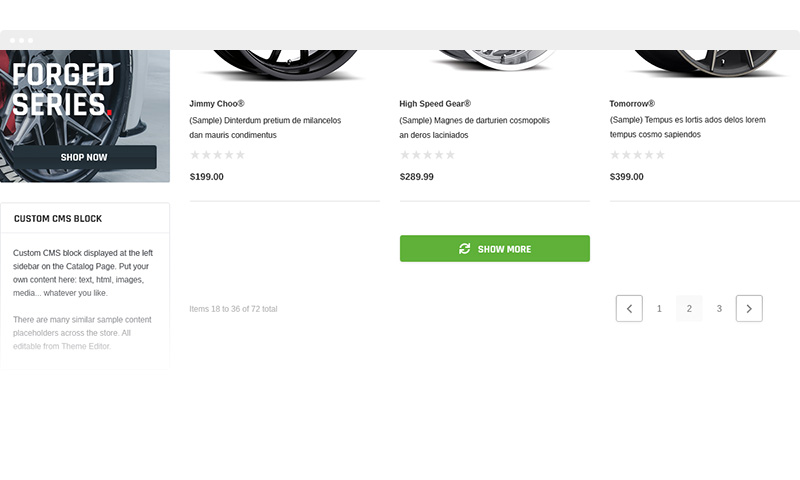 FORGED
SERIES.
SHOP NOW
CUSTOM CMS BLOCK
Custom CMS block displayed at the left
sidebar on the Catalog Page. Put your
own content here: text, html, images,
media... whatever you like.
There are many similar sample content
placeholders across the store. All
editable from Theme Editor.
Jimmy Choo®
(Sample) Dinterdum pretium de milancelos
dan mauris condimentus
$199.00
High Speed Gear®
(Sample) Magnes de darturien cosmopolis
an deros laciniados
$289.99
Tomorrow®
(Sample) Tempus es lortis ados delos lorem
tempus cosmo sapiendos
$399.00
SHOW MORE
Items 18 to 36 of 72 total
1 2 3